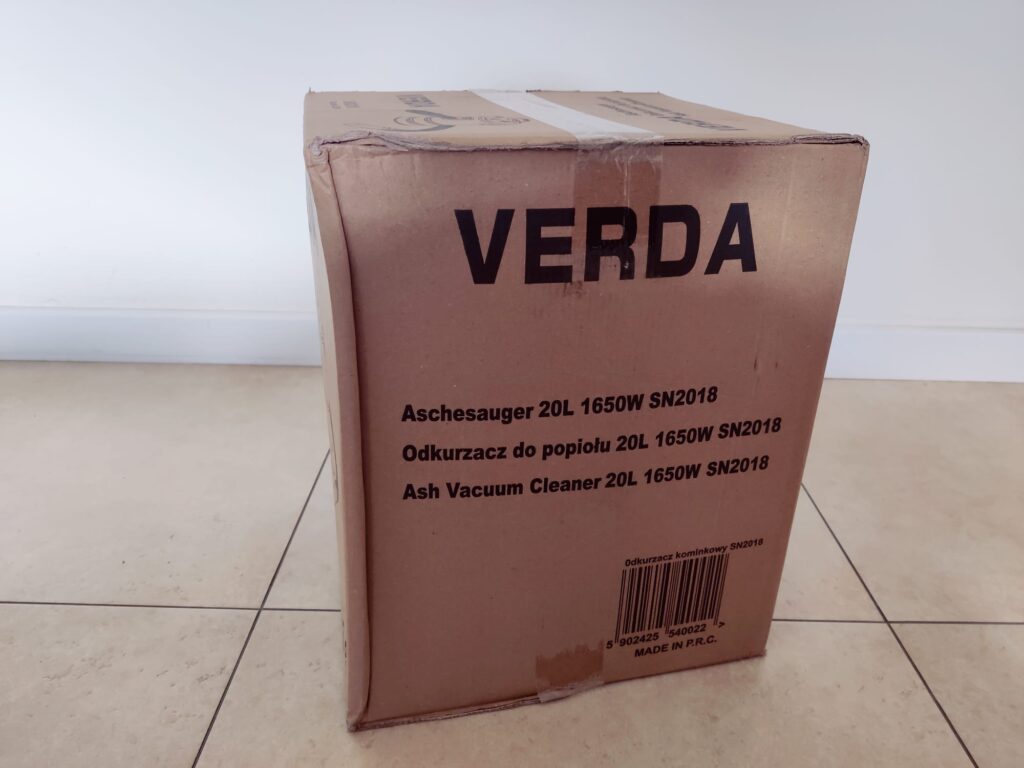 VERDA
VERDA
Aschesauger 20L 1650W SN2018
Odkurzacz do popiołu 20L 1650W SN2018
Ash Vacuum Cleaner 20L 1650W SN2018
Odkurzacz kominkowy SN2018
5 902425 540022 >
MADE IN P.R.C.